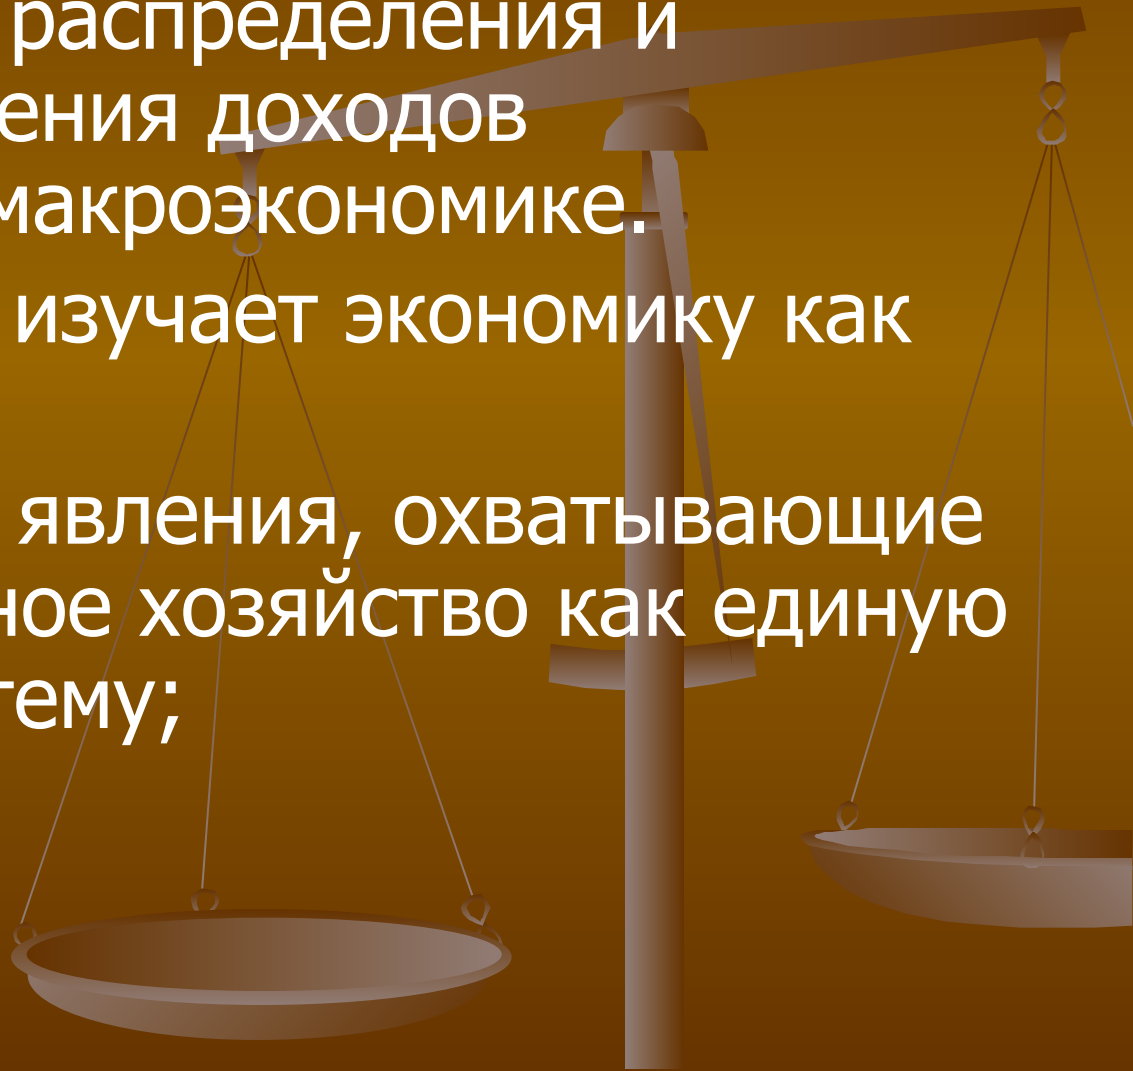 распределения и
ения доходов
макроэкономике.
изучает экономику как
явления, охватывающие
ное хозяйство как единую
тему;